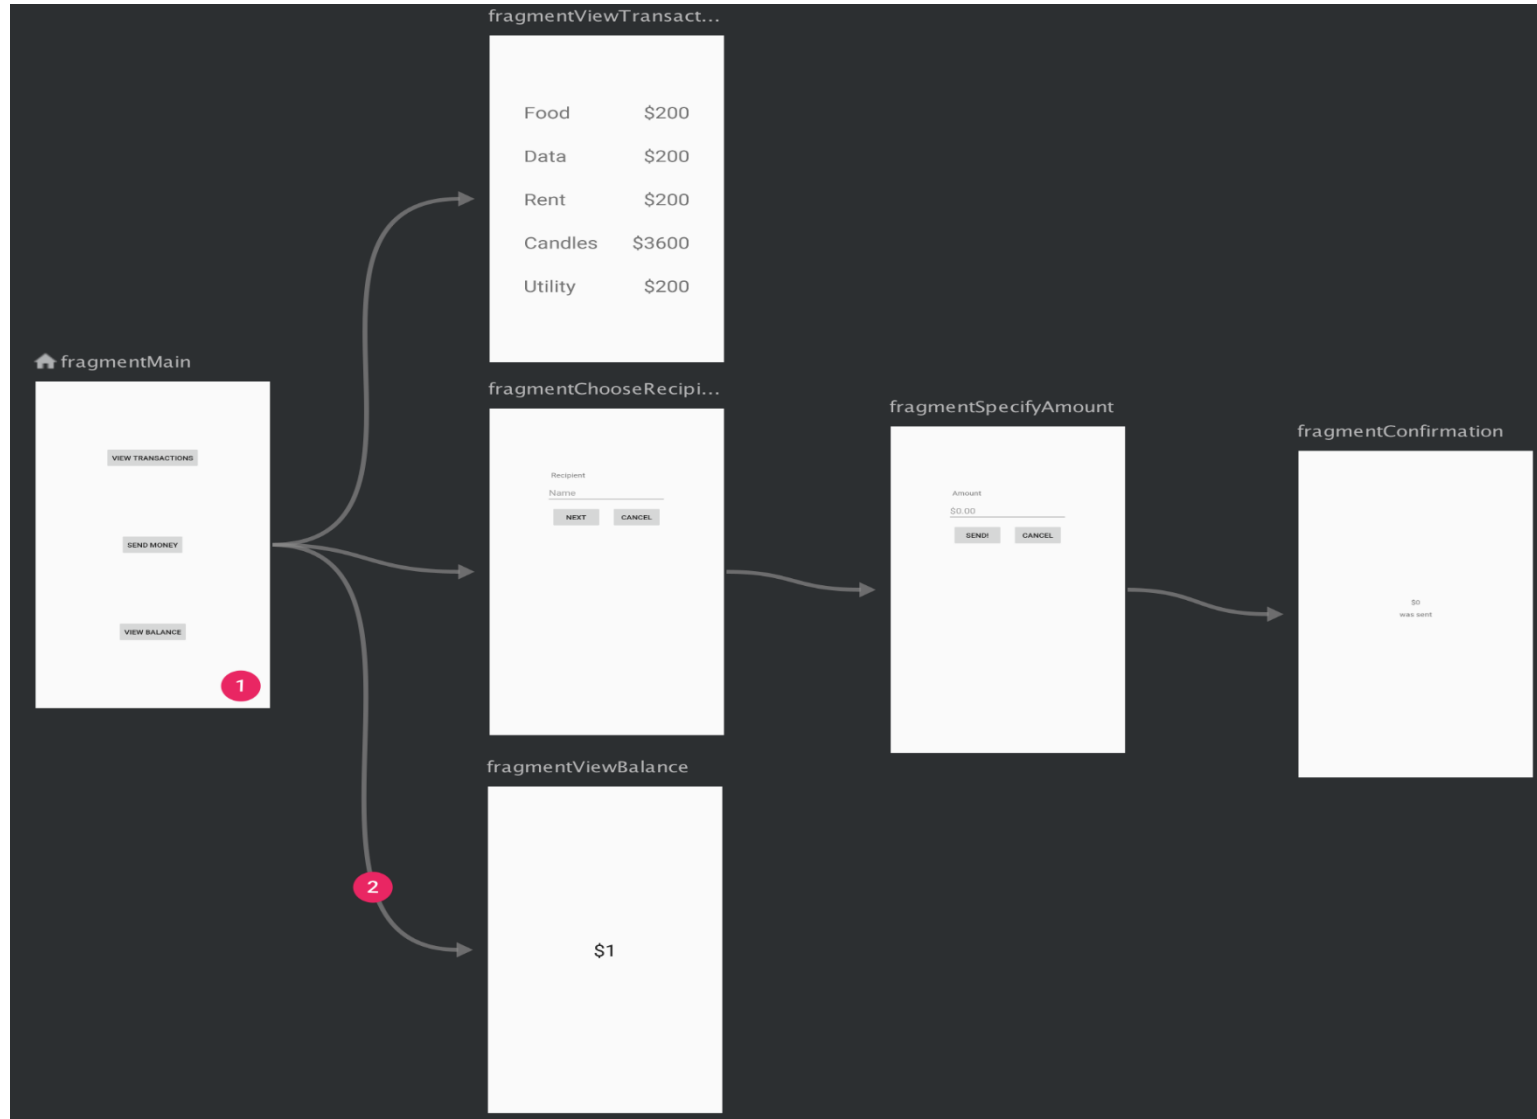 fragmentViewTransact...
Food $200
Data $200
Rent $200
Candles $3600
Utility $200
fragmentMain
VIEW TRANSACTIONS
SEND MONEY
VIEW BALANCE
1
fragmentChooseRecipi...
Recipient
Name
NEXT CANCEL
fragmentSpecifyAmount
Amount
$0.00
SEND! CANCEL
fragmentConfirmation
$0
was sent
2
fragmentViewBalance
$1